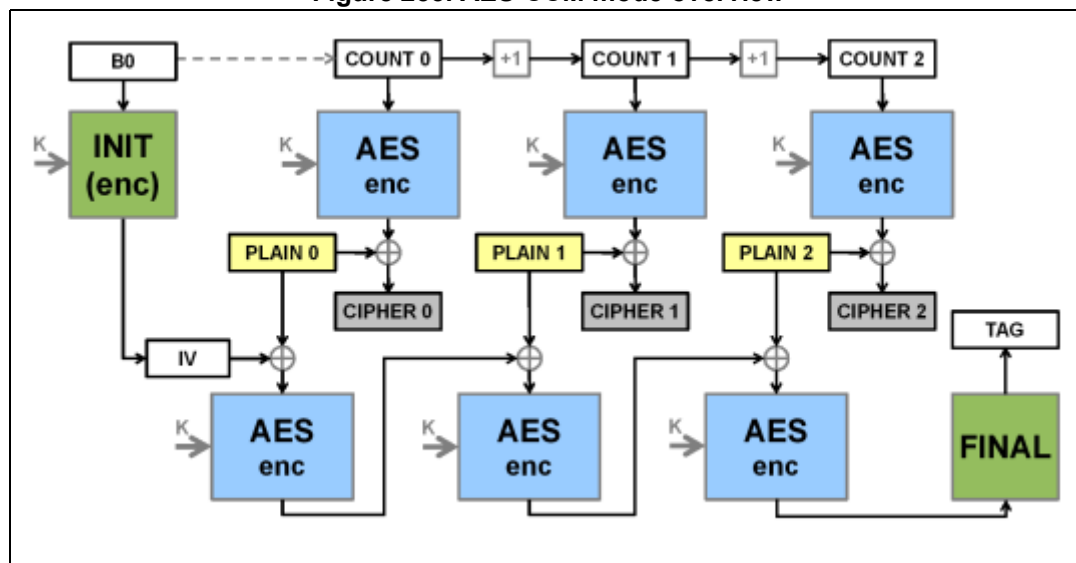 B0
COUNT 0
+1
COUNT 1
+1
COUNT 2
K
INIT
(enc)
K
AES
enc
K
AES
enc
K
AES
enc
PLAIN 0
PLAIN 1
PLAIN 2
CIPHER 0
CIPHER 1
CIPHER 2
TAG
IV
K
AES
enc
K
AES
enc
K
AES
enc
FINAL